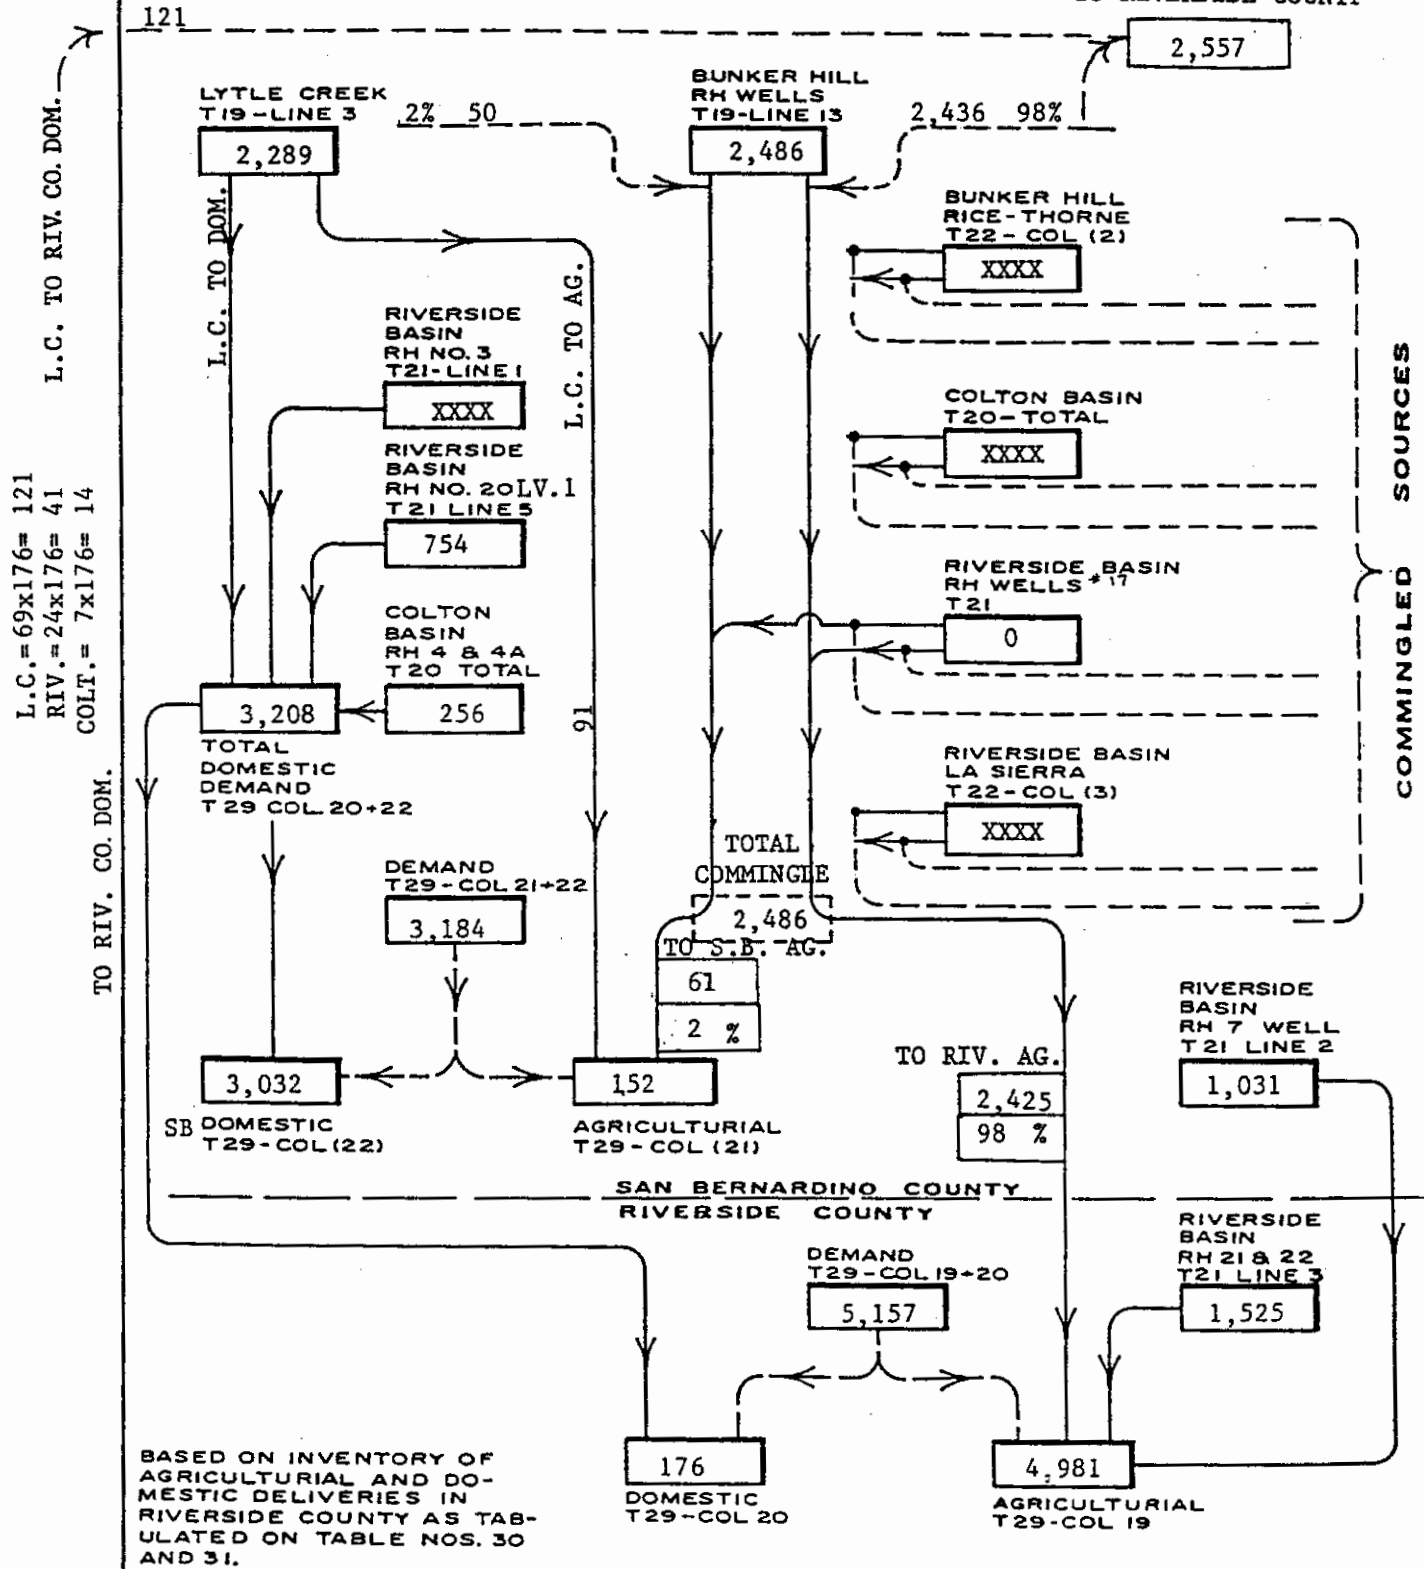 121
2,557
LYTLE CREEK
T19-LINE 3
2,289
2% 50
BUNKER HILL
RH WELLS
T19-LINE 13
2,486
2,436 98%
L.C. TO RIV. CO. DOM.
L.C. TO DOM.
L.C. TO AG.
BUNKER HILL
RICE-THORNE
T22-COL (2)
XXXX
RIVERSIDE
BASIN
RH NO. 3
T21-LINE 1
XXXX
COLTON BASIN
T20-TOTAL
XXXX
COMMINGLED SOURCES
RIVERSIDE
BASIN
RH NO. 20LV.1
T21 LINE 5
754
L.C.=69x176= 121
RIV.=24x176= 41
COLT.= 7x176= 14
RIVERSIDE BASIN
RH WELLS #17
T21
0
COLTON
BASIN
RH 4 & 4A
T20 TOTAL
256
3,208
TOTAL
DOMESTIC
DEMAND
T29 COL. 20+22
91
RIVERSIDE BASIN
LA SIERRA
T22-COL (3)
XXXX
TO RIV. CO. DOM.
TOTAL
COMMINGLE
2,486
DEMAND
T29-COL 21+22
3,184
TO S.B. AG.
61
2 %
3,032
SB DOMESTIC
T29-COL (22)
152
AGRICULTURIAL
T29-COL (21)
TO RIV. AG.
2,425
98 %
RIVERSIDE
BASIN
RH 7 WELL
T21 LINE 2
1,031
SAN BERNARDINO COUNTY
RIVERSIDE COUNTY
DEMAND
T29-COL 19+20
5,157
RIVERSIDE
BASIN
RH 21 & 22
T21 LINE 3
1,525
176
DOMESTIC
T29-COL 20
4,981
AGRICULTURIAL
T29-COL 19
BASED ON INVENTORY OF
AGRICULTURIAL AND DO-
MESTIC DELIVERIES IN
RIVERSIDE COUNTY AS TAB-
ULATED ON TABLE NOS. 30
AND 31.